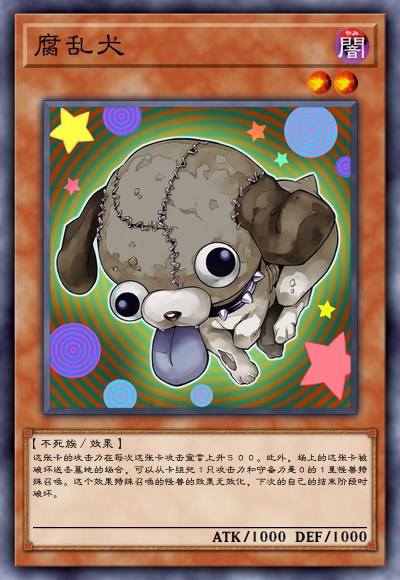 腐乱犬
やみ
闇
【不死族／效果】
这张卡的攻击力在每次这张卡攻击宣言上升５００。此外，场上的这张卡被
破坏送去墓地的场合，可以从卡组把１只攻击力和守备力是０的１星怪兽特
殊召唤。这个效果特殊召唤的怪兽的效果无效化，下次的自己的结束阶段时
破坏。
ATK/1000 DEF/1000